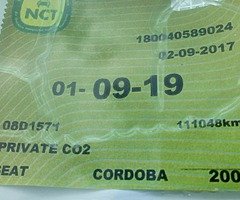 NCT
180040589024
02-09-2017
01- 09-19
08D1571 111048km
PRIVATE CO2
EAT CORDOBA 200